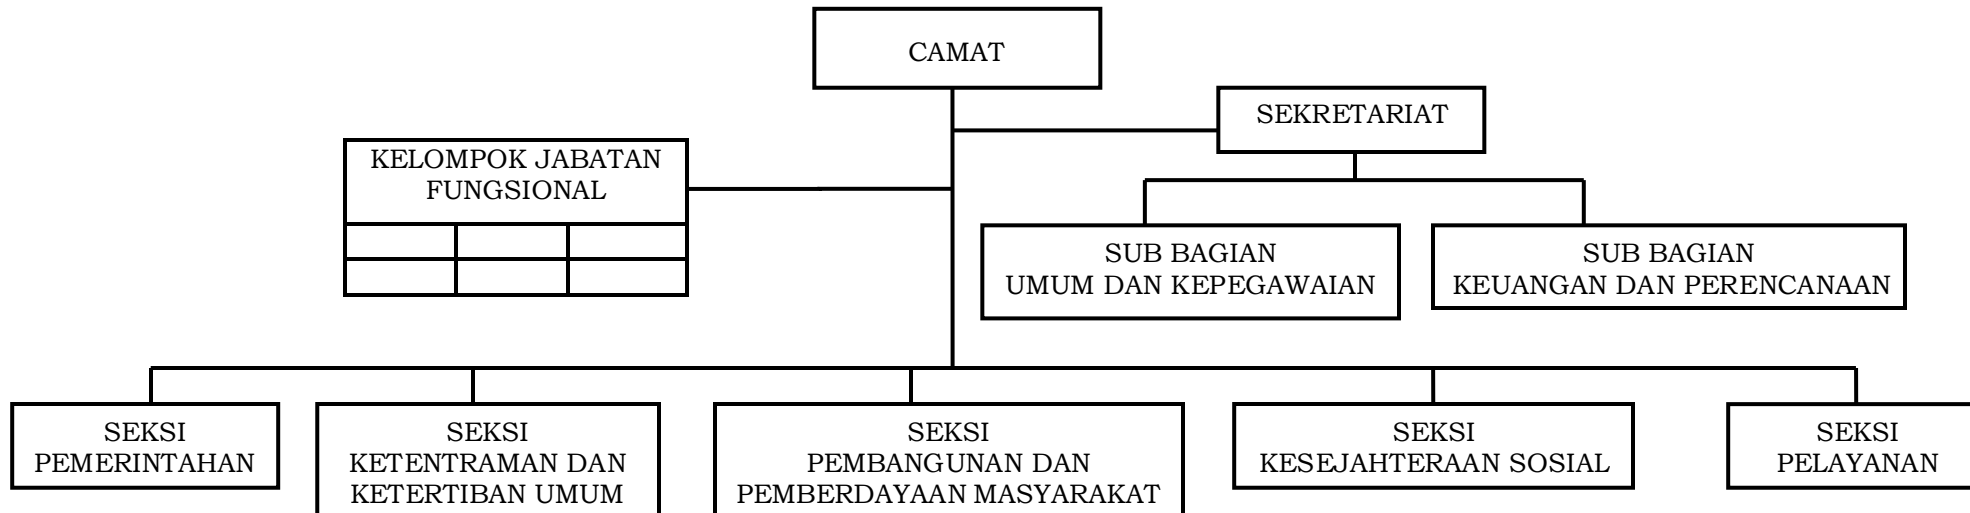 CAMAT
SEKRETARIAT
KELOMPOK JABATAN
FUNGSIONAL
SUB BAGIAN
UMUM DAN KEPEGAWAIAN
SUB BAGIAN
KEUANGAN DAN PERENCANAAN
SEKSI
PEMERINTAHAN
SEKSI
KETENTRAMAN DAN
KETERTIBAN UMUM
SEKSI
PEMBANGUNAN DAN
PEMBERDAYAAN MASYARAKAT
SEKSI
KESEJAHTERAAN SOSIAL
SEKSI
PELAYANAN